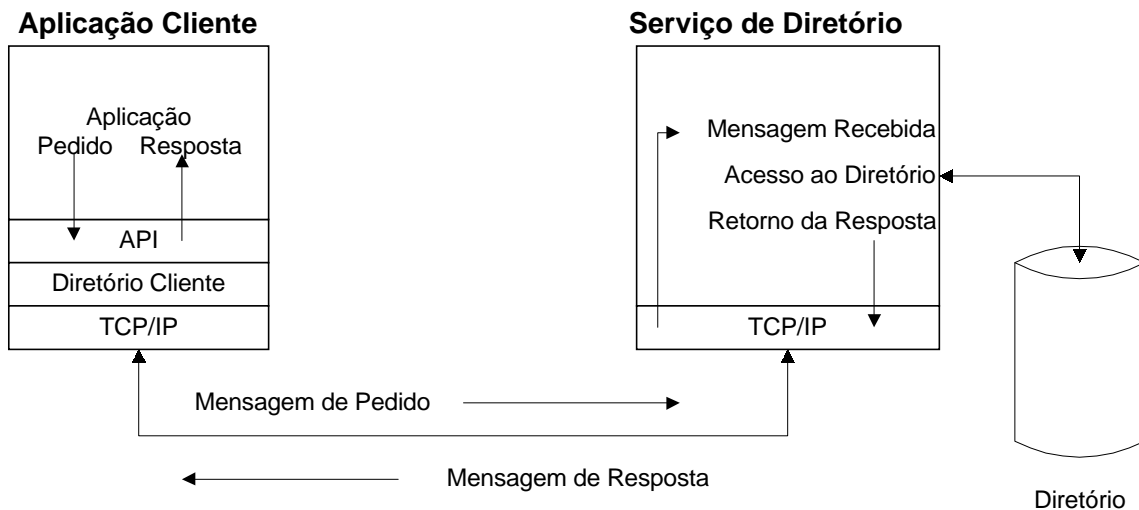 Aplicação Cliente
Aplicação
Pedido Resposta
API
Diretório Cliente
TCP/IP
Serviço de Diretório
Mensagem Recebida
Acesso ao Diretório
Retorno da Resposta
TCP/IP
Mensagem de Pedido
Mensagem de Resposta
Diretório